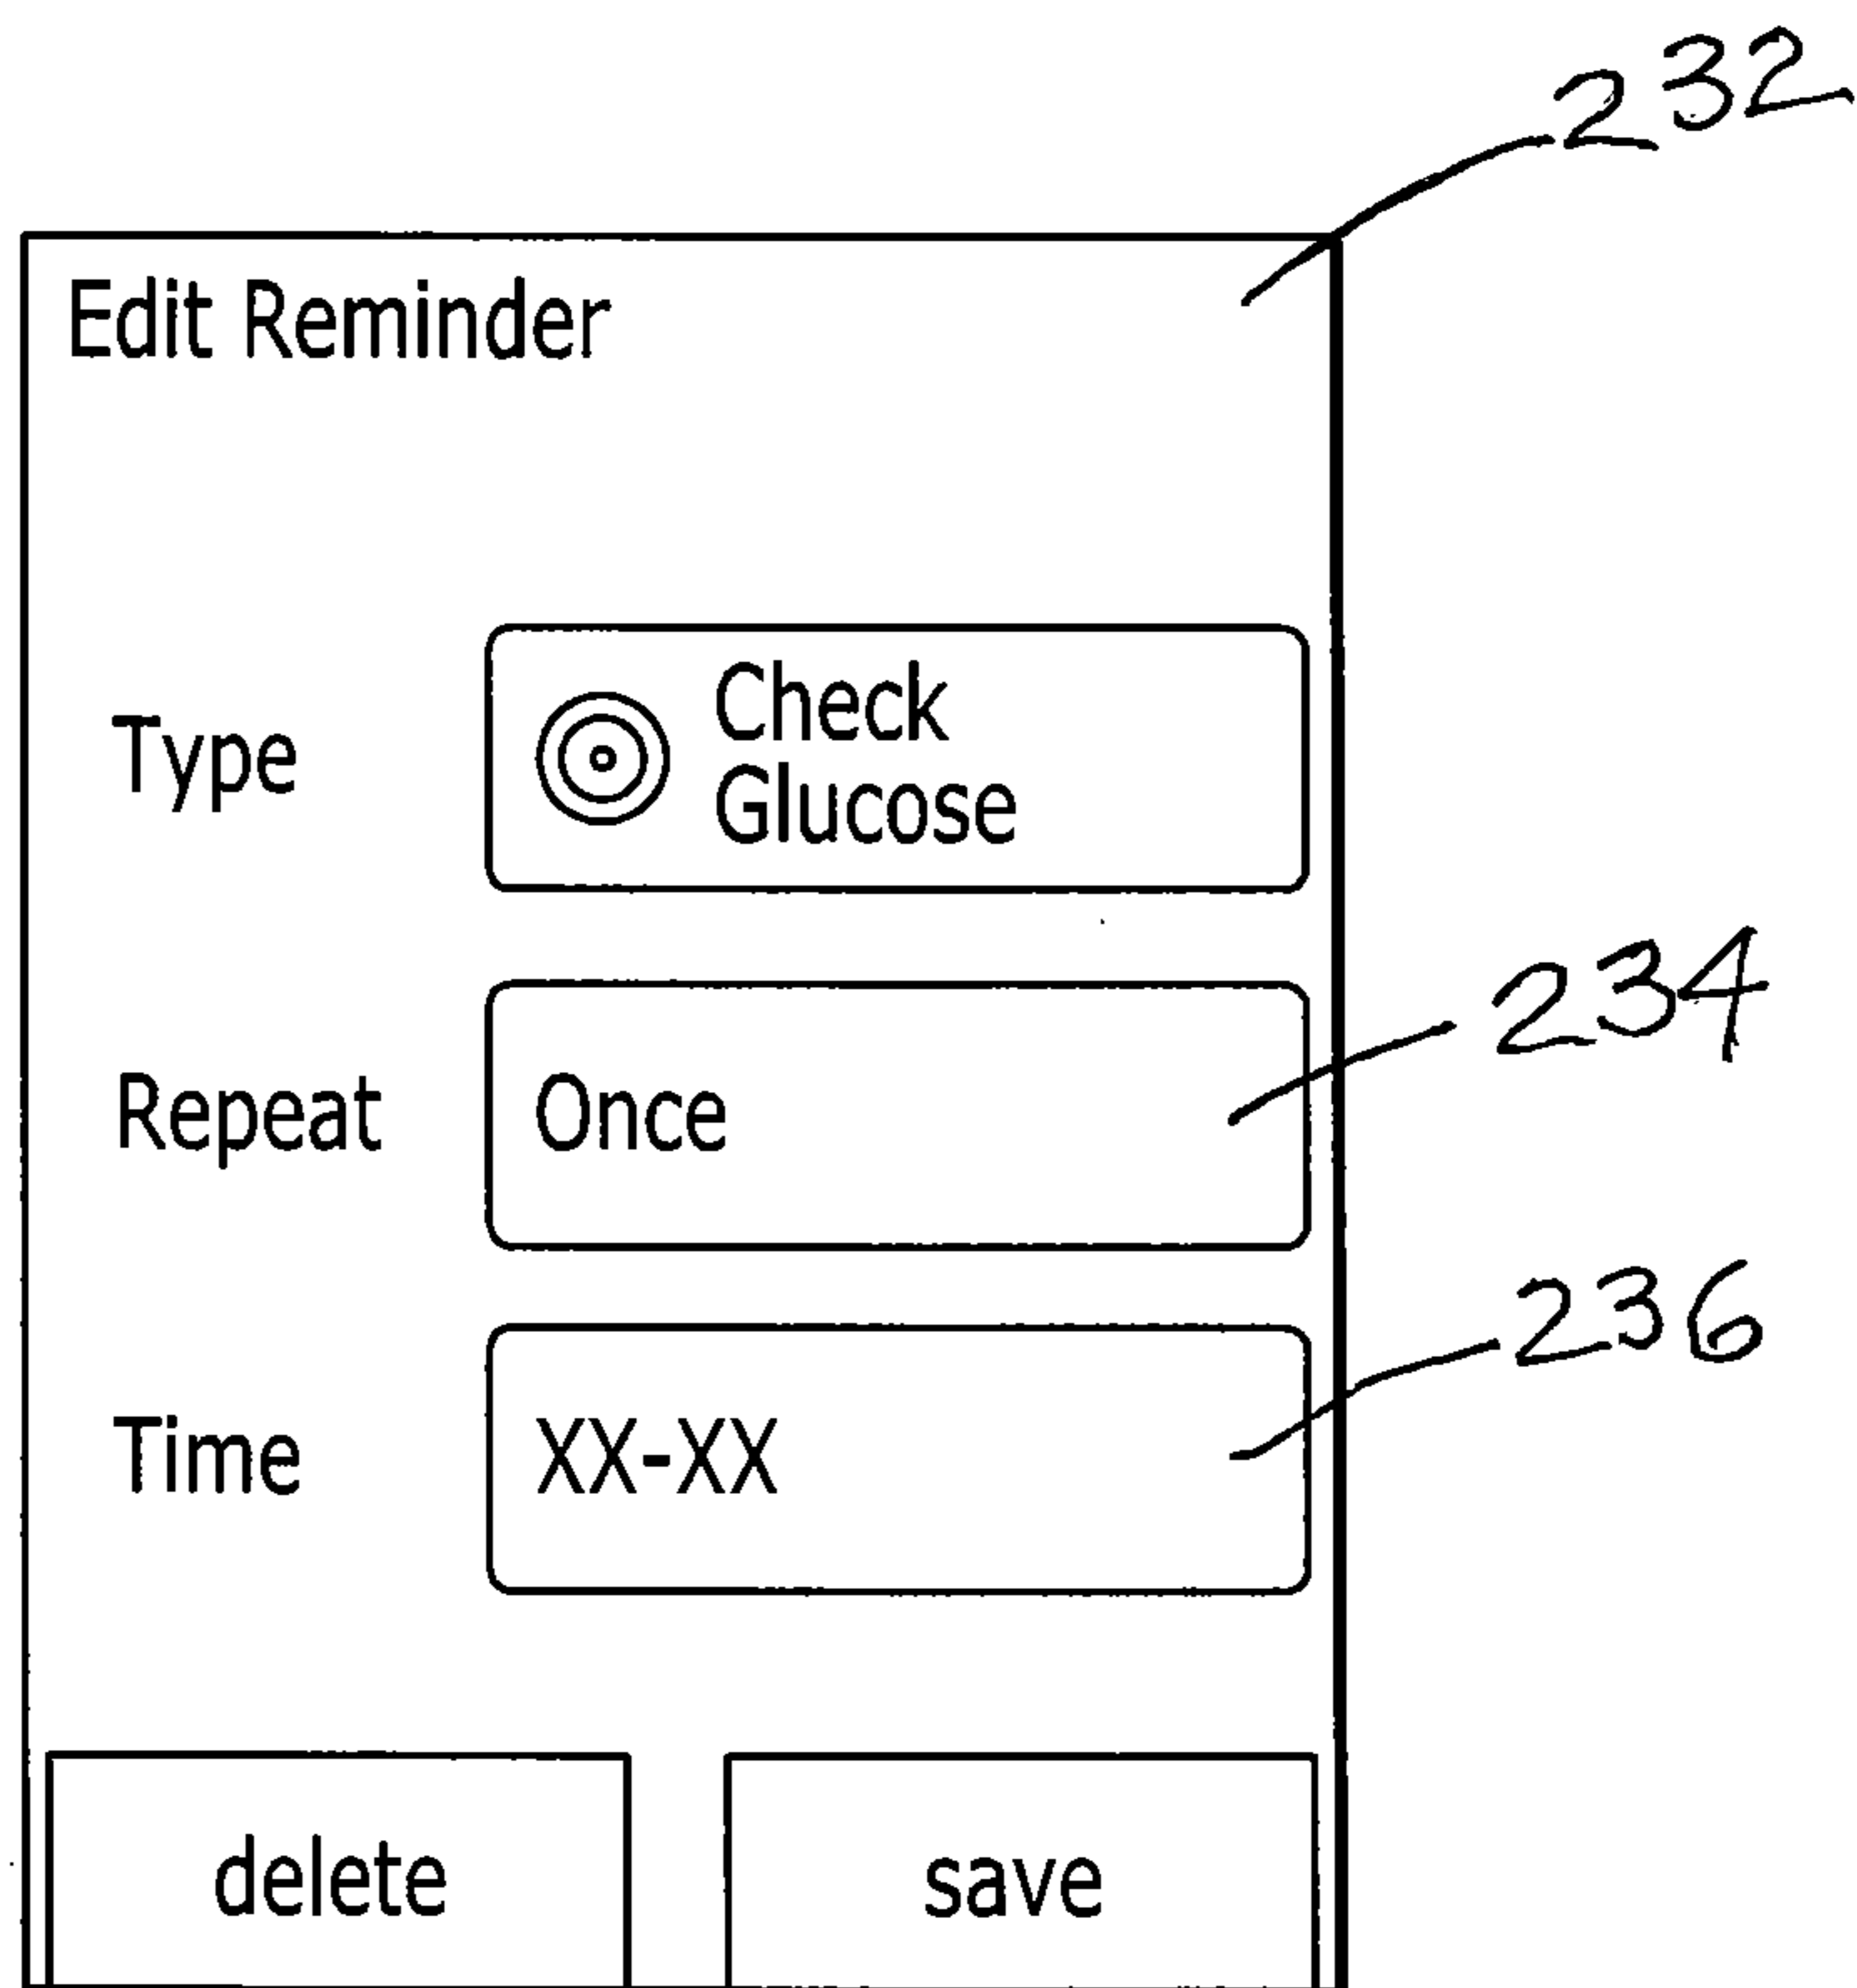 232
Edit Reminder
Type
Check
Glucose
234
Repeat
Once
236
Time
XX-XX
delete
save